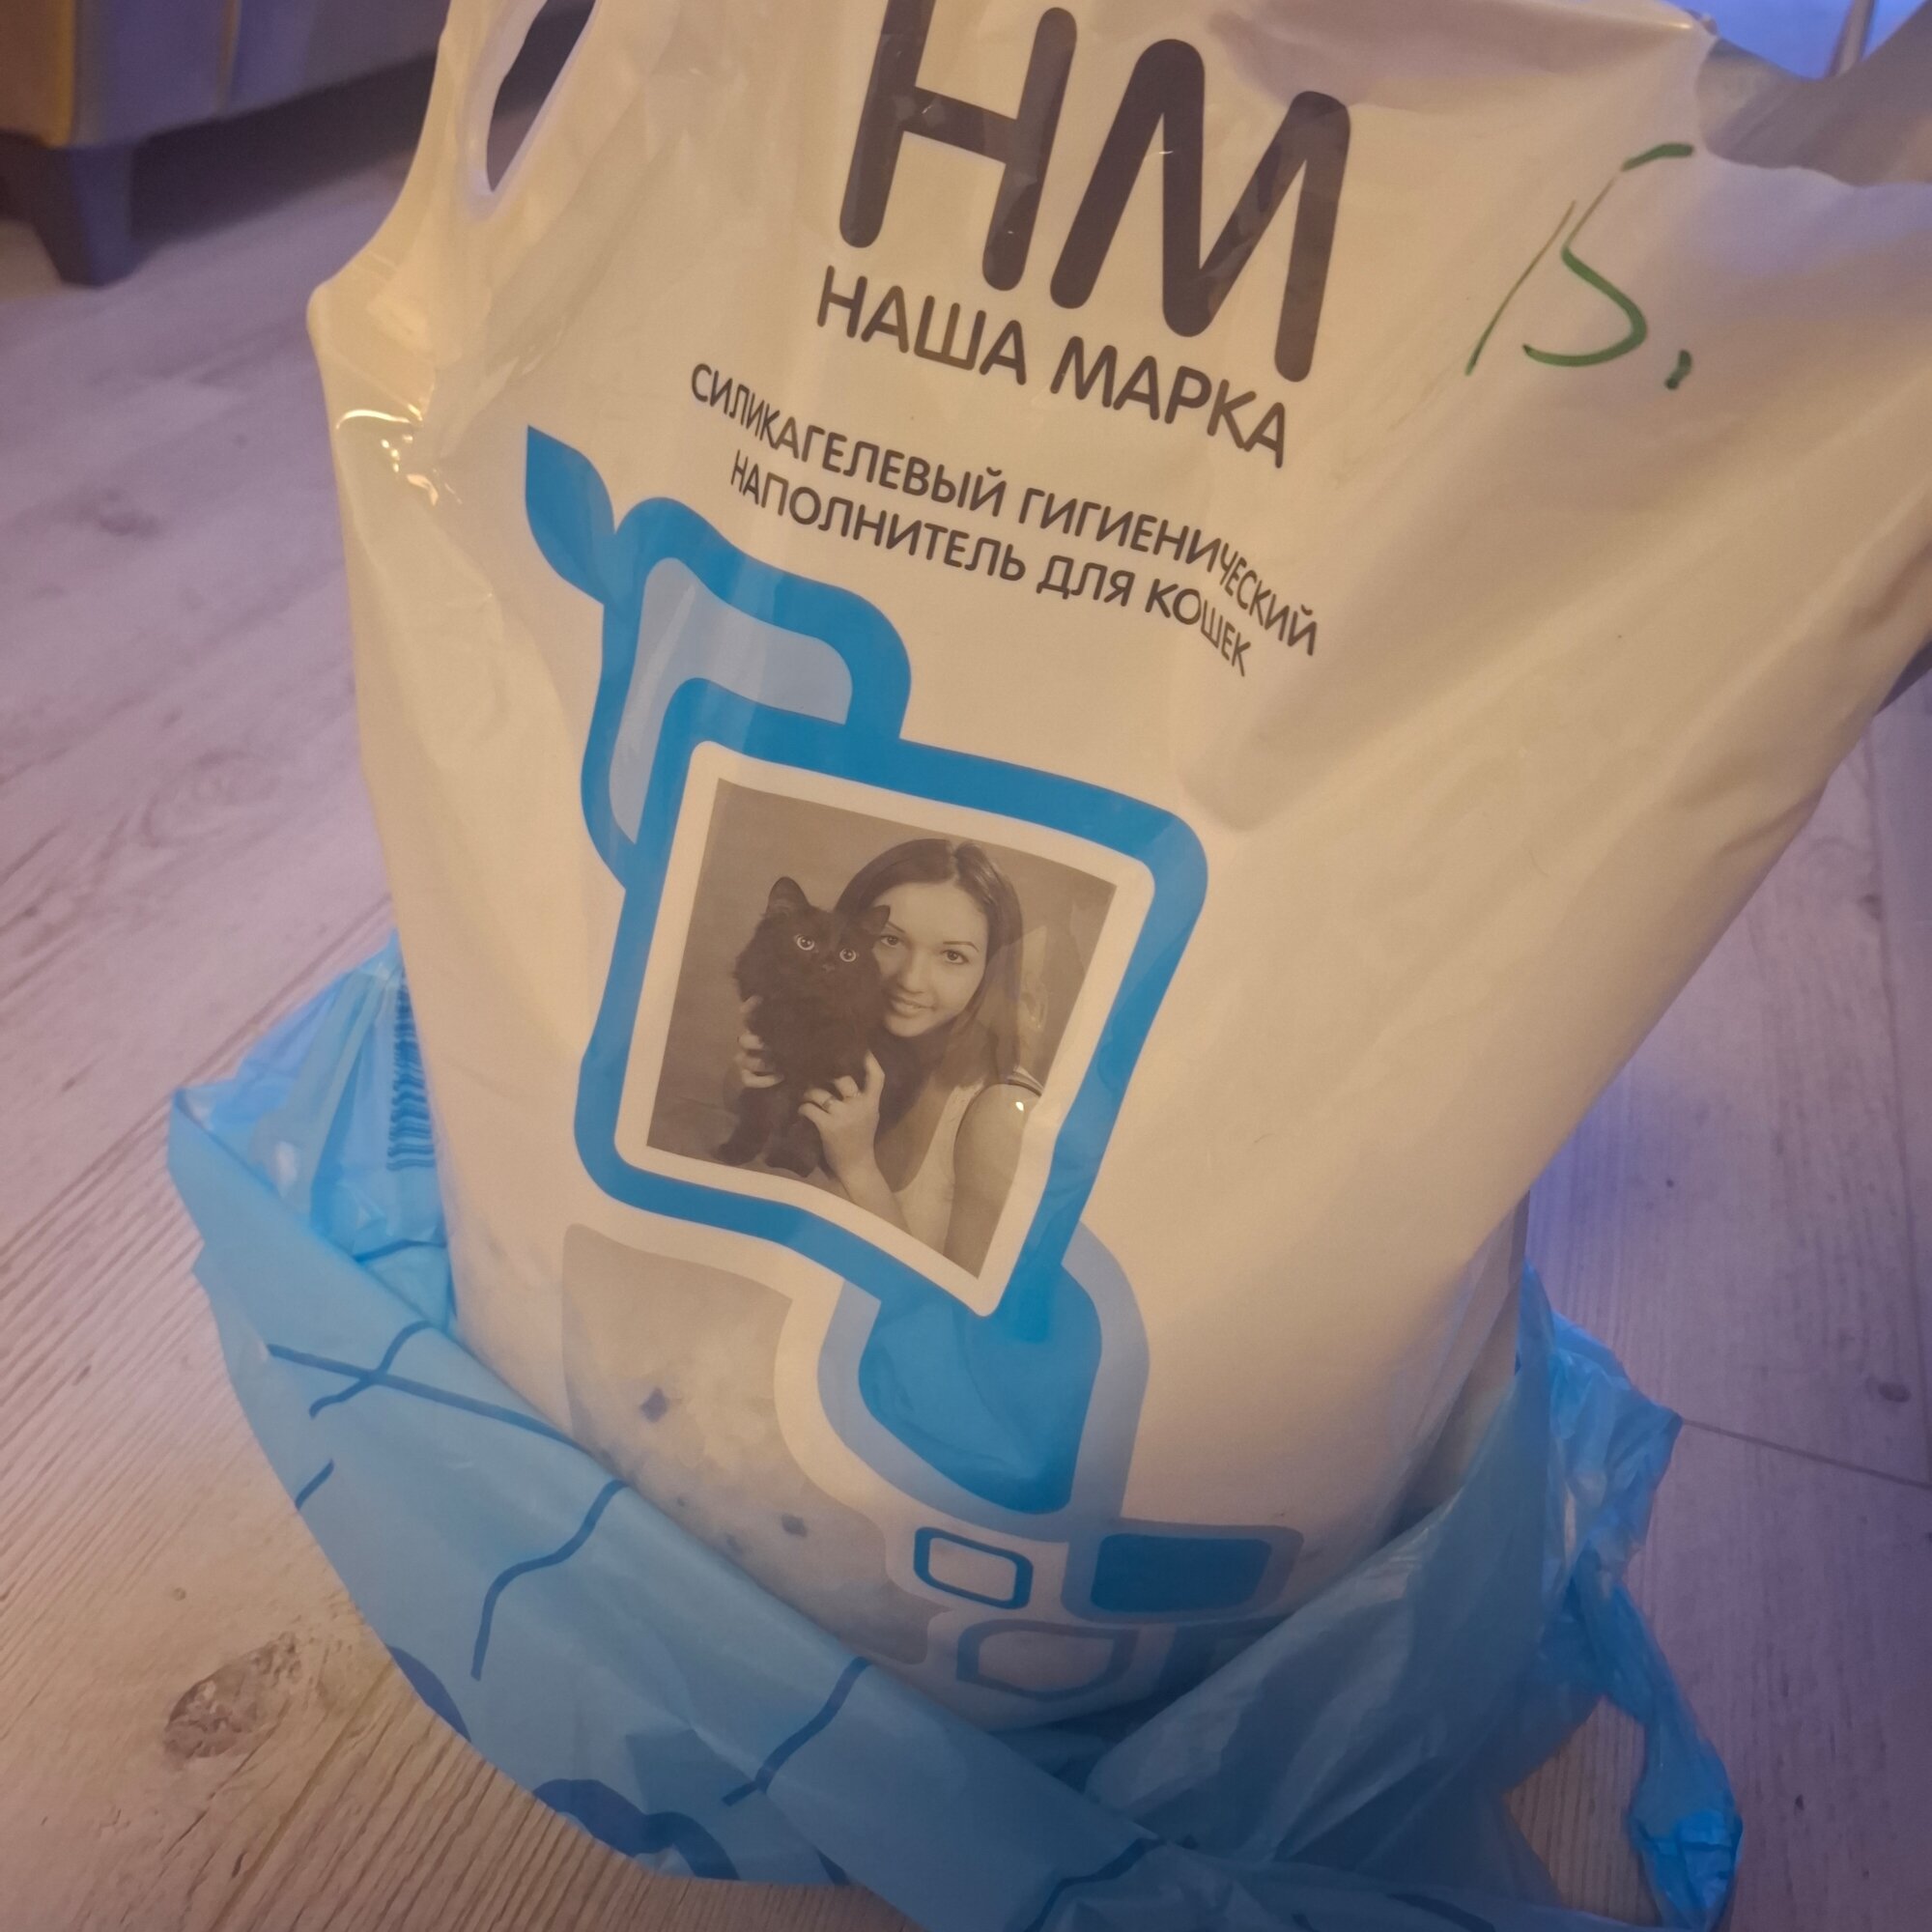 НМ
15.
НАША МАРКА
СИЛИКАГЕЛЕВЫЙ ГИГИЕНИЧЕСКИЙ
НАПОЛНИТЕЛЬ ДЛЯ КОШЕК